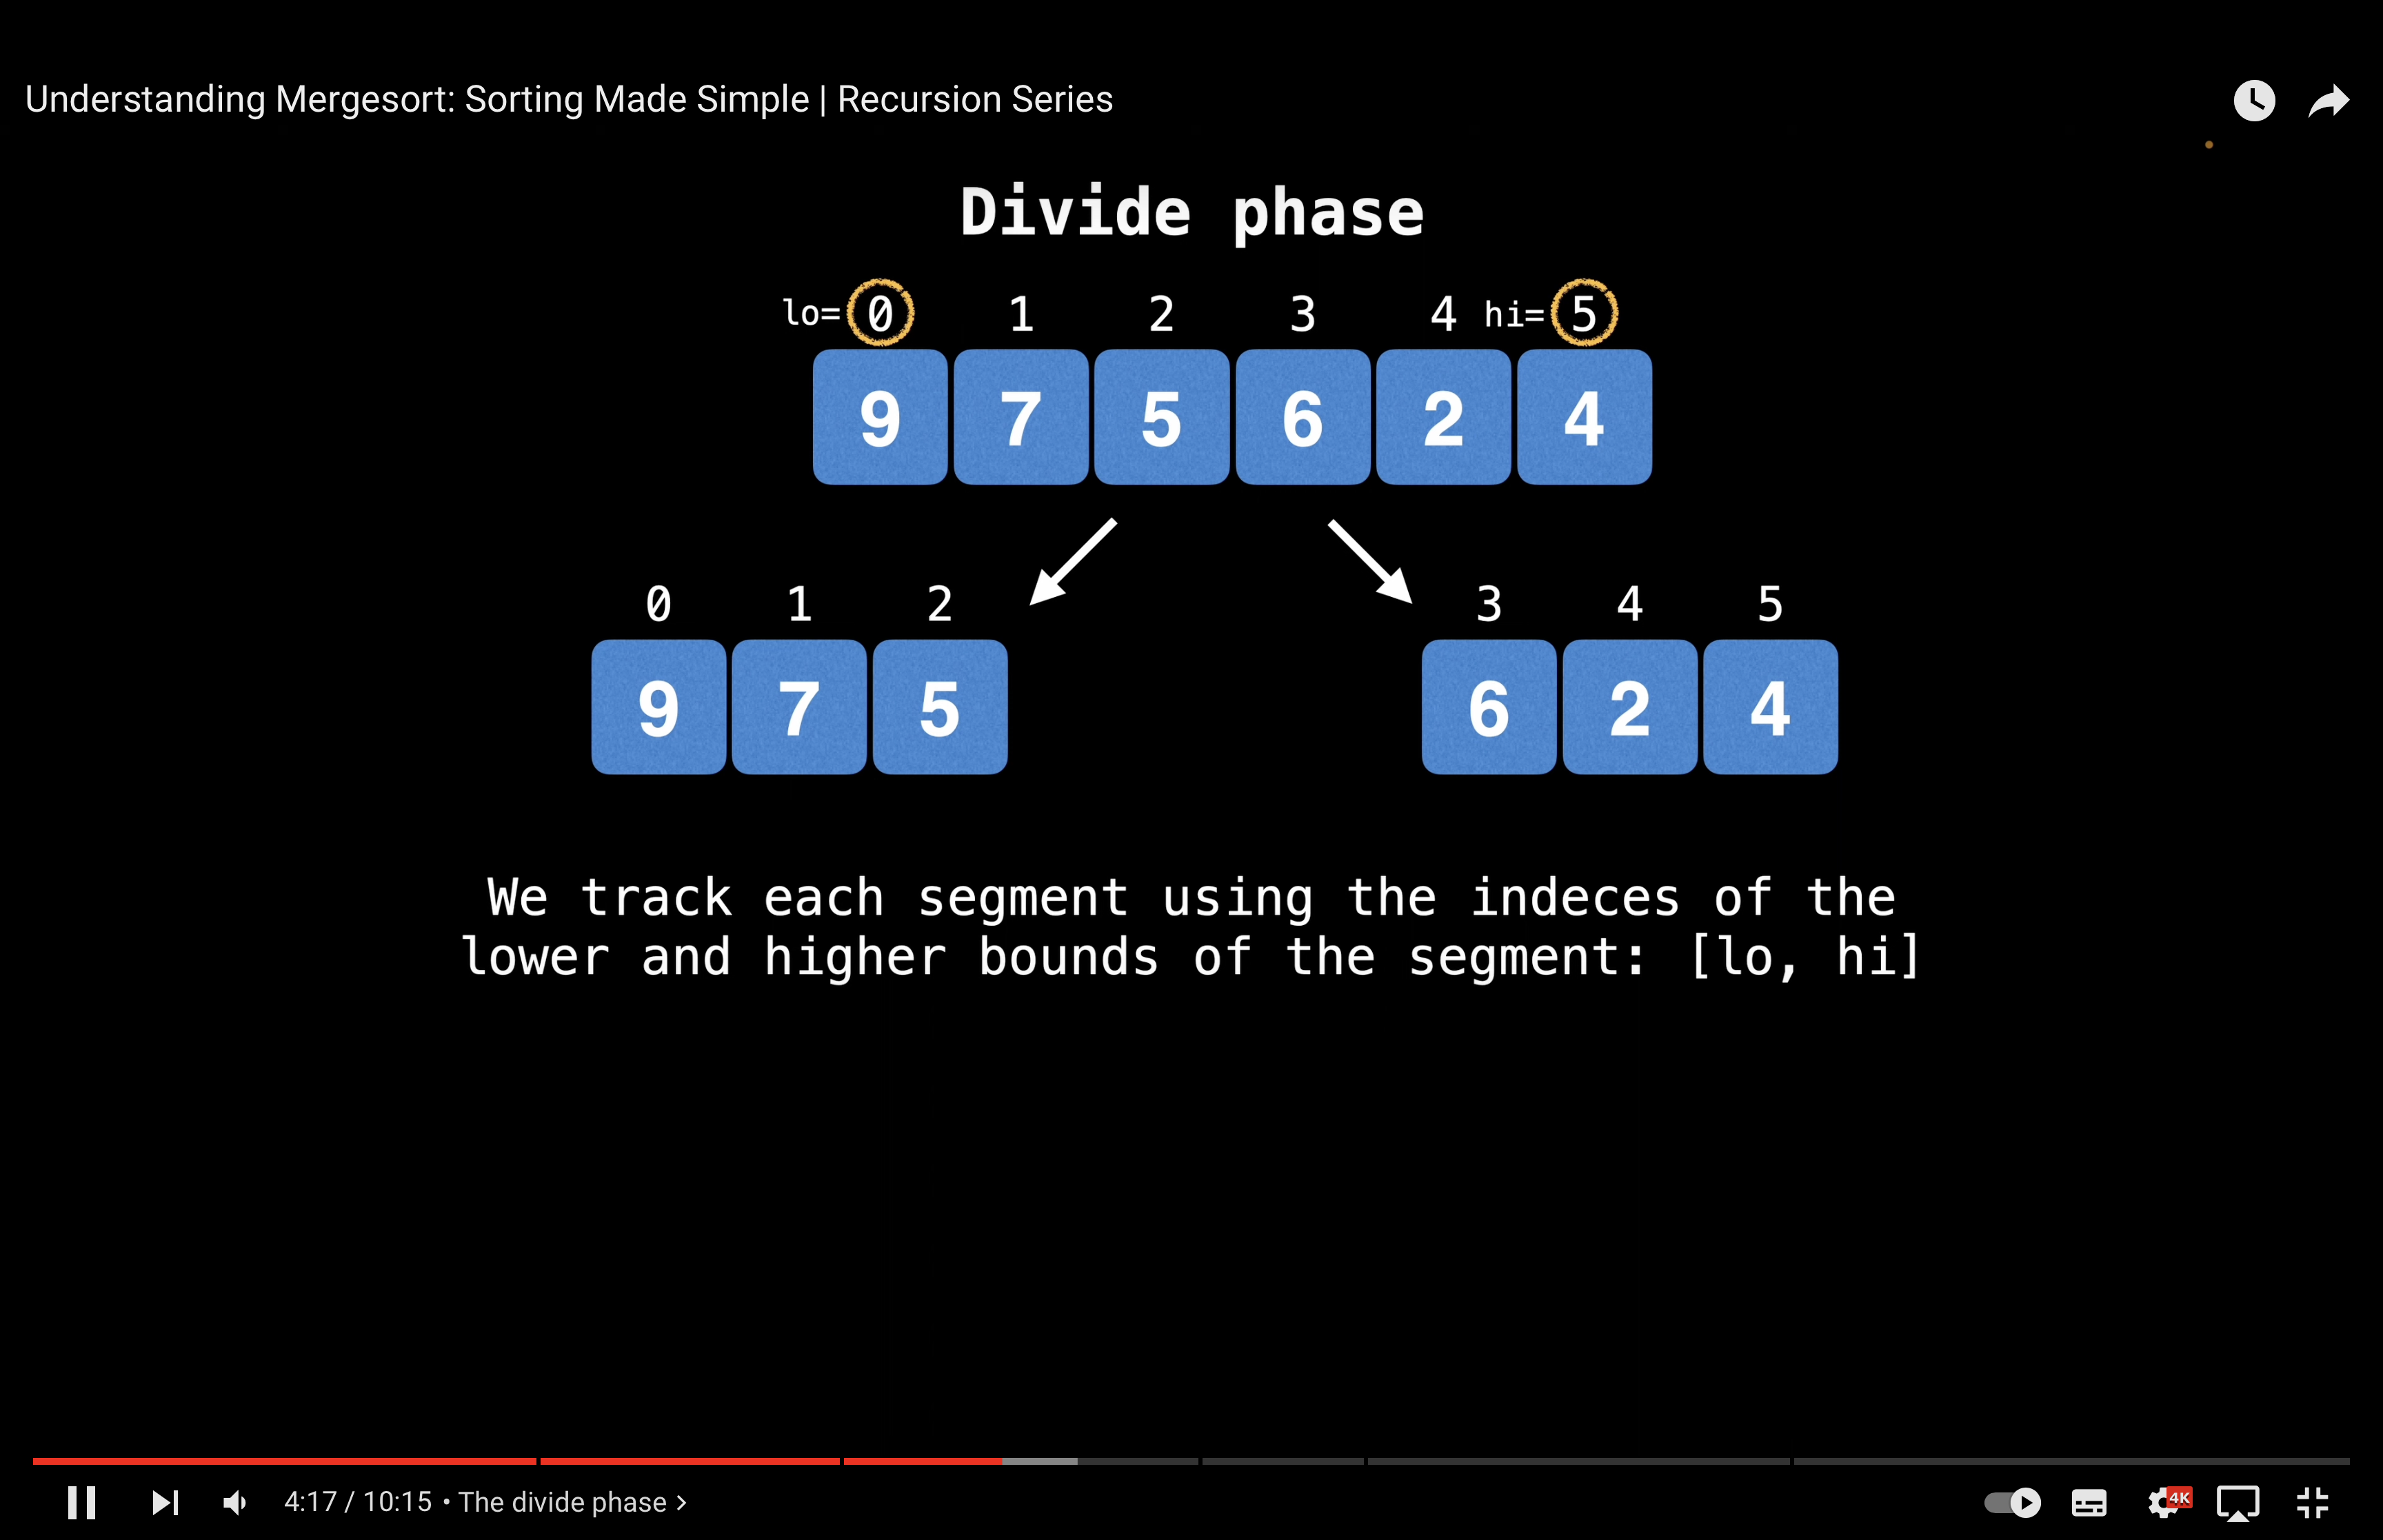 Understanding Mergesort: Sorting Made Simple | Recursion Series
Divide phase
lo= 0 1 2 3 4 hi= 5
9 7 5 6 2 4
0 1 2 3 4 5
9 7 5 6 2 4
We track each segment using the indeces of the
lower and higher bounds of the segment: [lo, hi]
4:17 / 10:15 • The divide phase >
4K